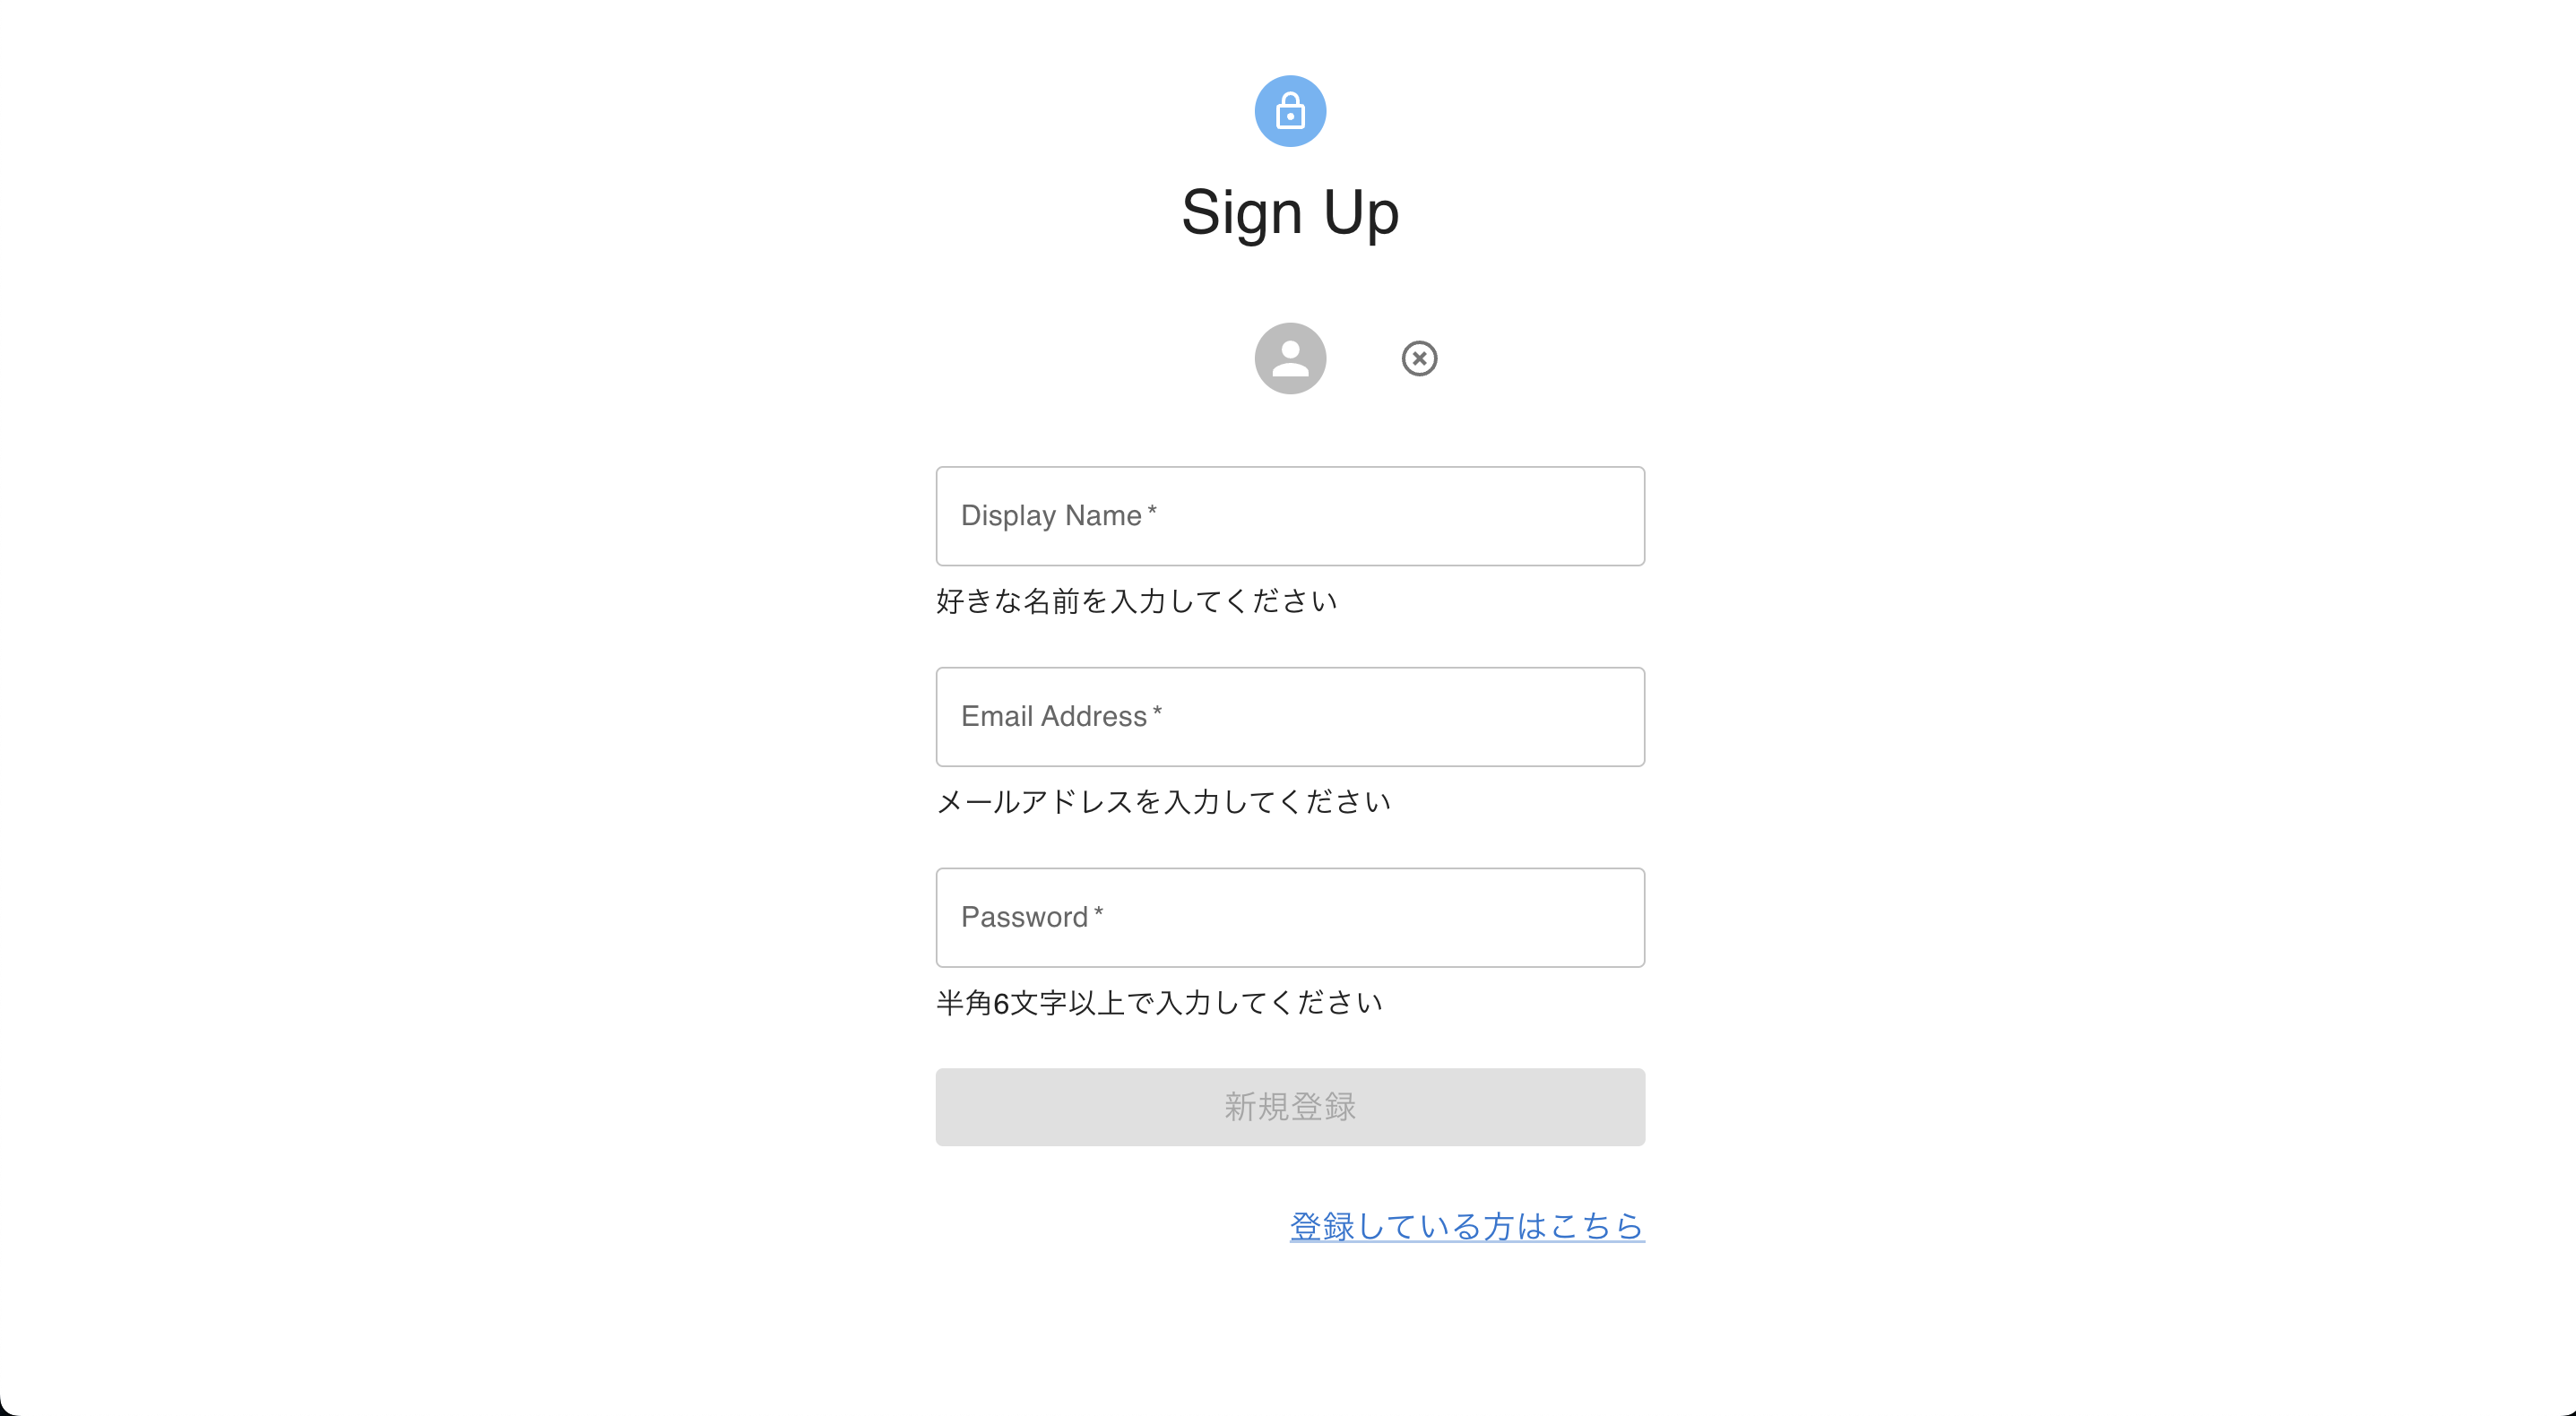 Sign Up
Display Name *
好きな名前を入力してください
Email Address *
メールアドレスを入力してください
Password *
半角6文字以上で入力してください
新規登録
登録している方はこちら